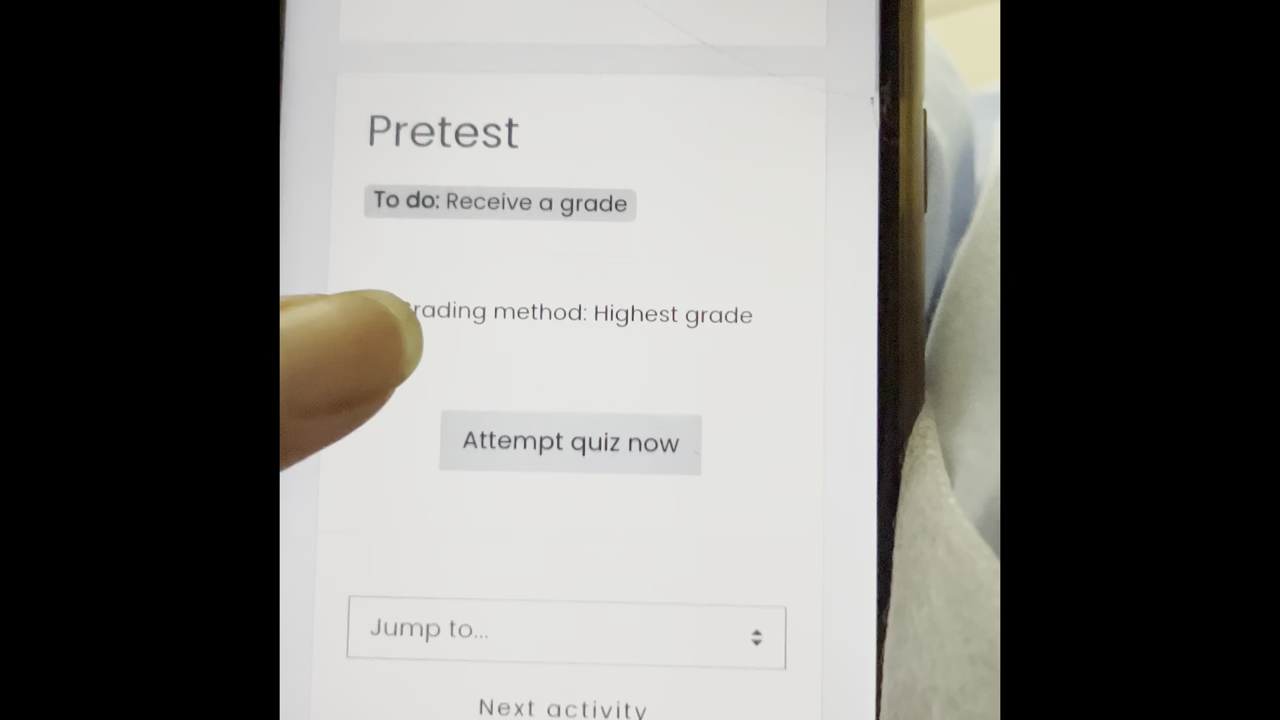 Pretest
To do: Receive a grade
rading method: Highest grade
Attempt quiz now
Jump to...
Next activity